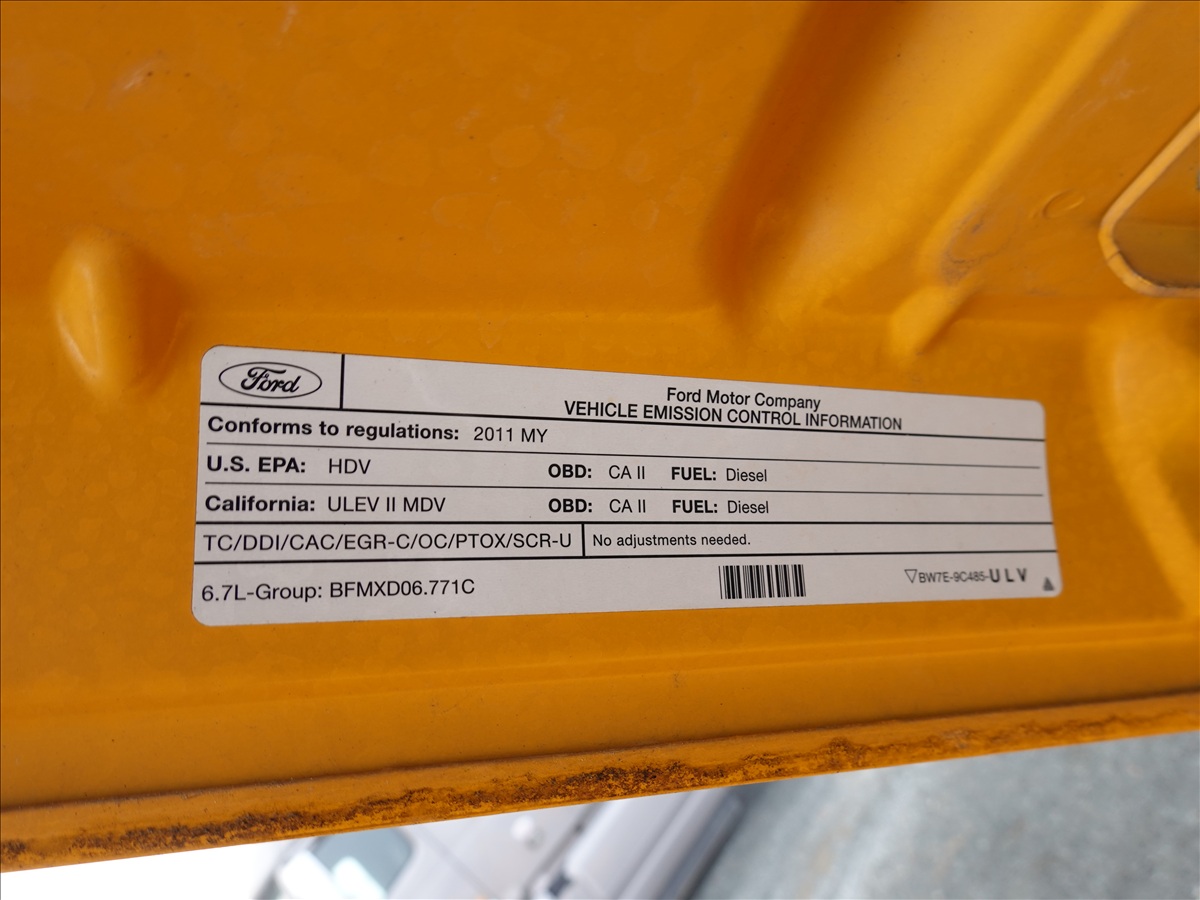 Ford
Ford Motor Company
VEHICLE EMISSION CONTROL INFORMATION
Conforms to regulations: 2011 MY
U.S. EPA: HDV OBD: CA II FUEL: Diesel
California: ULEV II MDV OBD: CA II FUEL: Diesel
TC/DDI/CAC/EGR-C/OC/PTOX/SCR-U No adjustments needed.
6.7L-Group: BFMXD06.771C BW7E-9C485-ULV